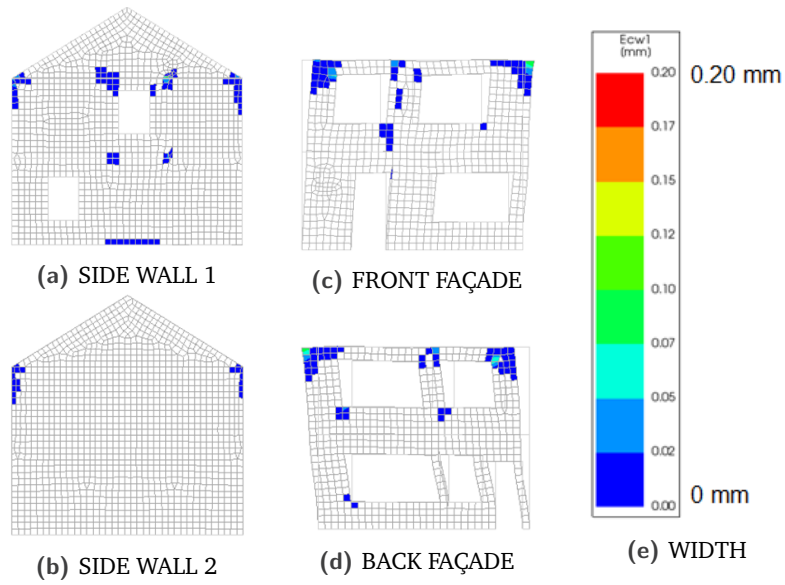 (a) SIDE WALL 1
(c) FRONT FAÇADE
(b) SIDE WALL 2
(d) BACK FAÇADE
Ecw1
(mm)
0.20
0.17
0.15
0.12
0.10
0.07
0.05
0.02
0.00
0.20 mm
0 mm
(e) WIDTH